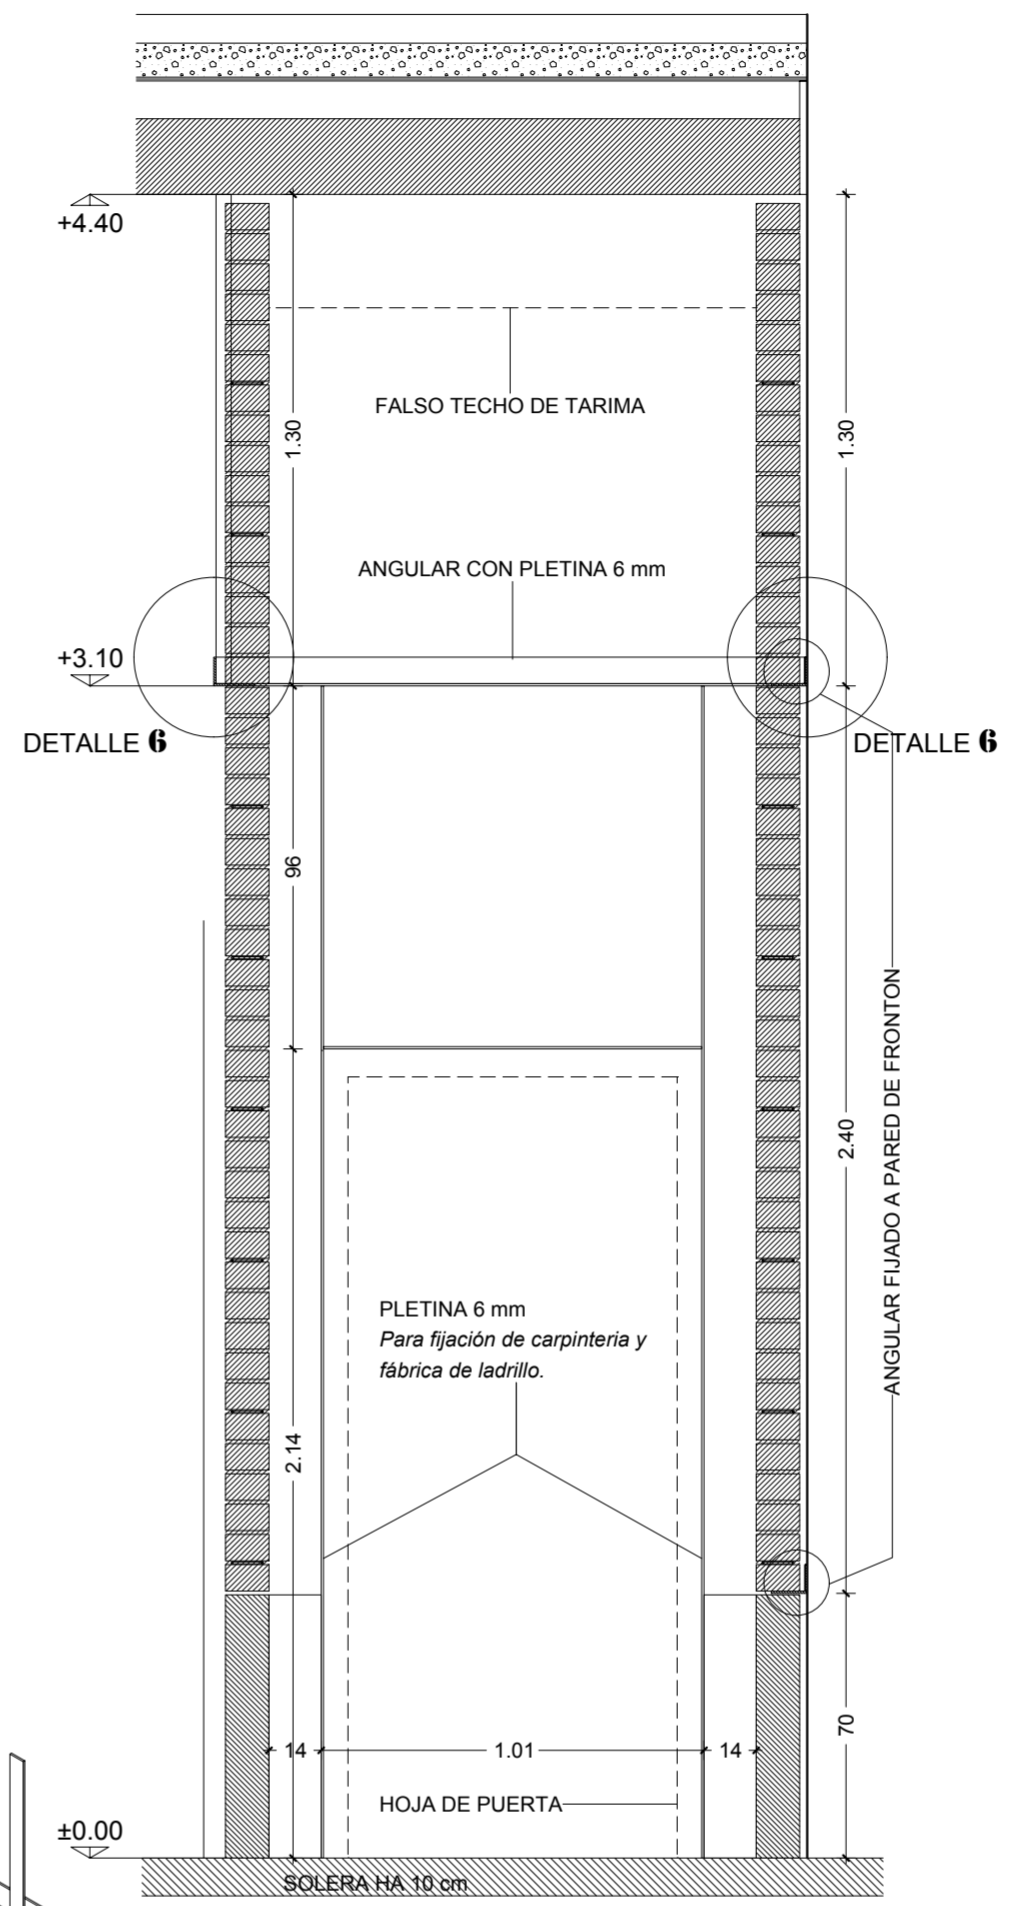 +4.40
FALSO TECHO DE TARIMA
1.30
1.30
ANGULAR CON PLETINA 6 mm
+3.10
DETALLE 6
DETALLE 6
96
2.40
ANGULAR FIJADO A PARED DE FRONTON
PLETINA 6 mm
Para fijación de carpinteria y
fábrica de ladrillo.
2.14
70
14
1.01
14
HOJA DE PUERTA
±0.00
SOLERA HA 10 cm